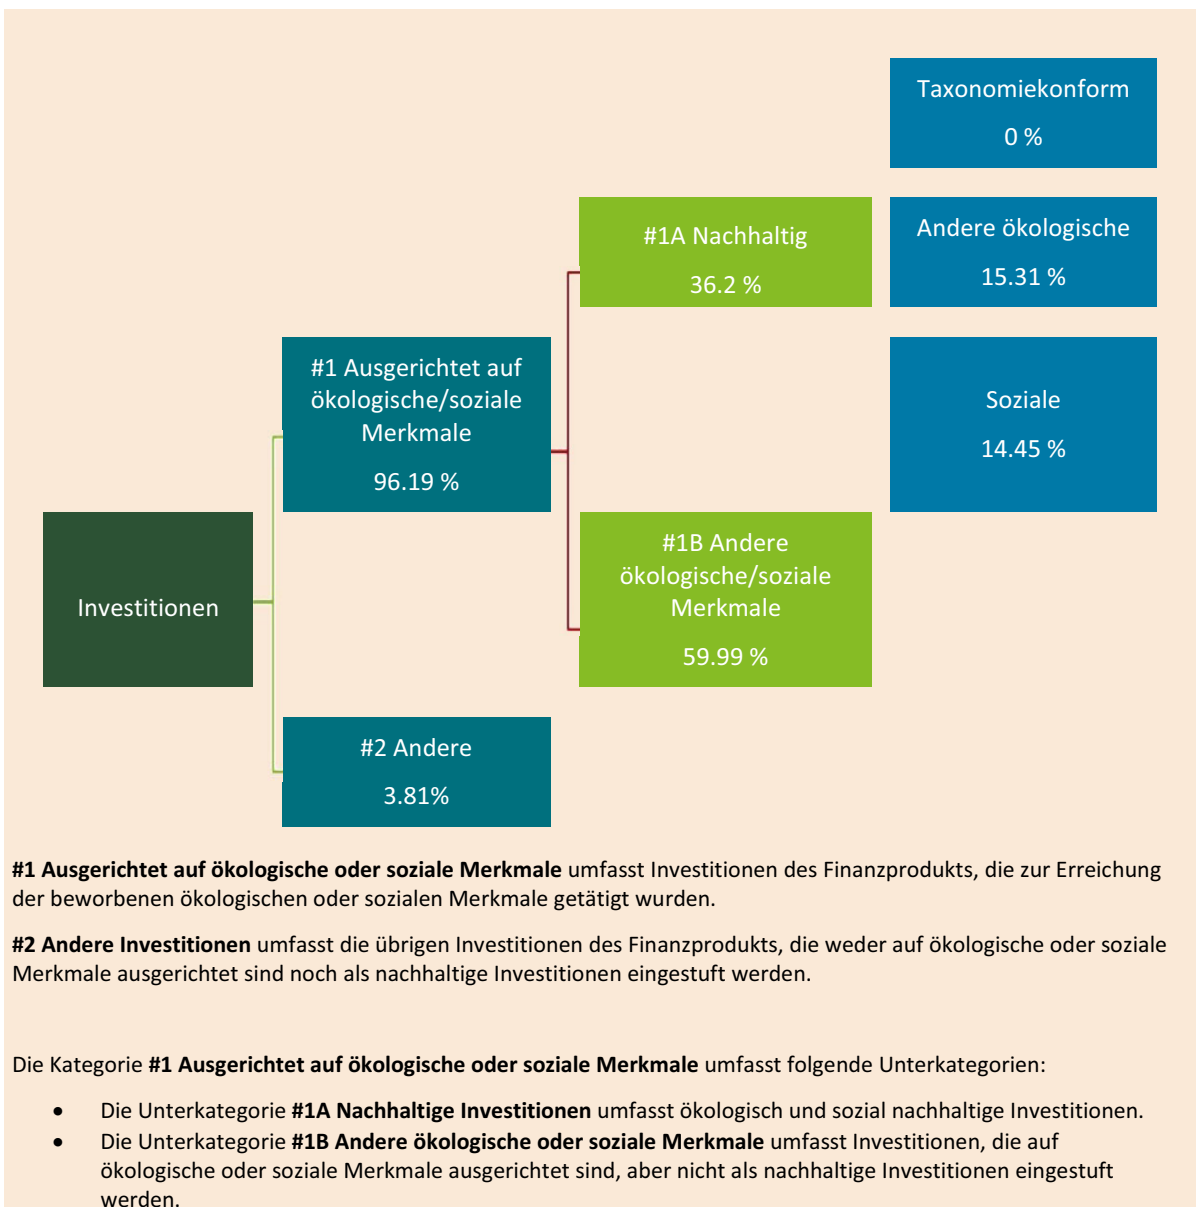 Taxonomiekonform
0 %
#1A Nachhaltig
36.2 %
Andere ökologische
15.31 %
#1 Ausgerichtet auf
ökologische/soziale
Merkmale
96.19 %
Soziale
14.45 %
Investitionen
#1B Andere
ökologische/soziale
Merkmale
59.99 %
#2 Andere
3.81%
#1 Ausgerichtet auf ökologische oder soziale Merkmale umfasst Investitionen des Finanzprodukts, die zur Erreichung
der beworbenen ökologischen oder sozialen Merkmale getätigt wurden.
#2 Andere Investitionen umfasst die übrigen Investitionen des Finanzprodukts, die weder auf ökologische oder soziale
Merkmale ausgerichtet sind noch als nachhaltige Investitionen eingestuft werden.
Die Kategorie #1 Ausgerichtet auf ökologische oder soziale Merkmale umfasst folgende Unterkategorien:
• Die Unterkategorie #1A Nachhaltige Investitionen umfasst ökologisch und sozial nachhaltige Investitionen.
• Die Unterkategorie #1B Andere ökologische oder soziale Merkmale umfasst Investitionen, die auf
ökologische oder soziale Merkmale ausgerichtet sind, aber nicht als nachhaltige Investitionen eingestuft
werden.